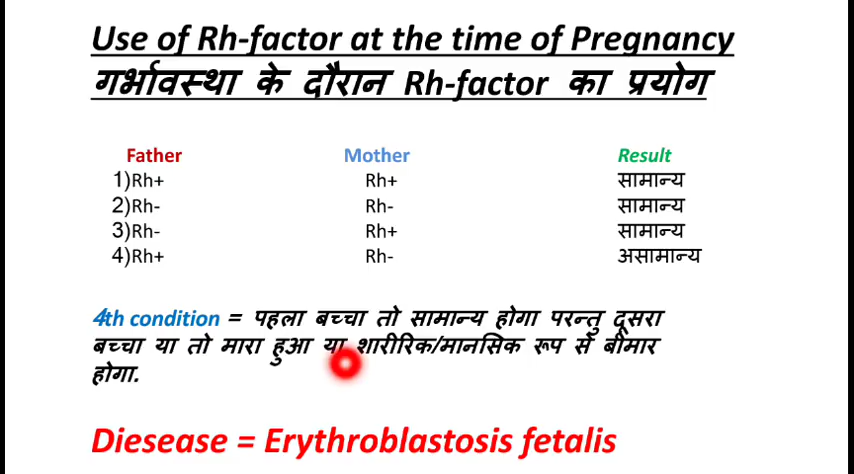 Use of Rh-factor at the time of Pregnancy
गर्भावस्था के दौरान Rh-factor का प्रयोग
Father Mother Result
1)Rh+ Rh+ सामान्य
2)Rh- Rh- सामान्य
3)Rh- Rh+ सामान्य
4)Rh+ Rh- असामान्य
4th condition = पहला बच्चा तो सामान्य होगा परन्तु दूसरा
बच्चा या तो मारा हुआ या शारीरिक/मानसिक रूप से बीमार
होगा.
Diesease = Erythroblastosis fetalis